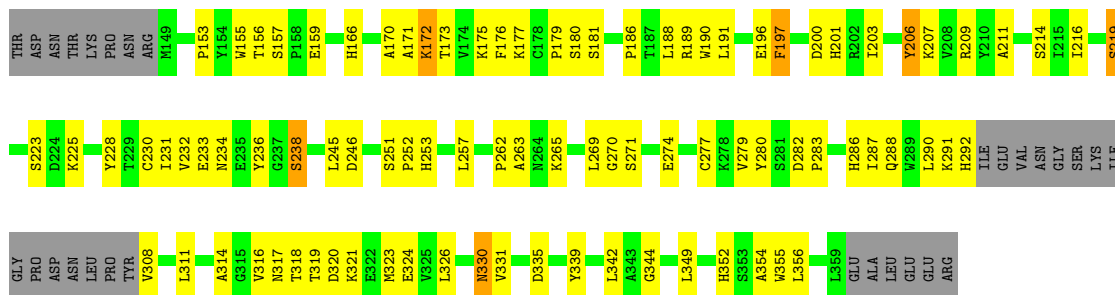 THR ASP ASN THR LYS PRO ASN ARG M149 P153 Y154 W155 T156 S157 P158 E159 H166 A170 A171 K172 T173 V174 K175 F176 K177 C178 P179 S180 S181 P186 T187 L188 R189 W190 L191 E196 F197 D200 H201 R202 I203 Y206 K207 V208 R209 Y210 A211 S214 I215 I216 S219
S223 D224 K225 Y228 T229 C230 I231 V232 E233 N234 E235 Y236 G237 S238 L245 D246 S251 P252 H253 L257 P262 A263 N264 K265 L269 G270 S271 E274 C277 K278 V279 Y280 S281 D282 P283 H286 I287 Q288 W289 L290 K291 H292 ILE GLU VAL ASN GLY SER LYS ILE
GLY PRO ASP ASN LEU PRO TYR V308 L311 A314 G315 V316 N317 T318 T319 D320 K321 E322 M323 E324 V325 L326 N330 V331 D335 Y339 L342 A343 G344 L349 H352 S353 A354 W355 L356 L359 GLU ALA LEU GLU GLU ARG